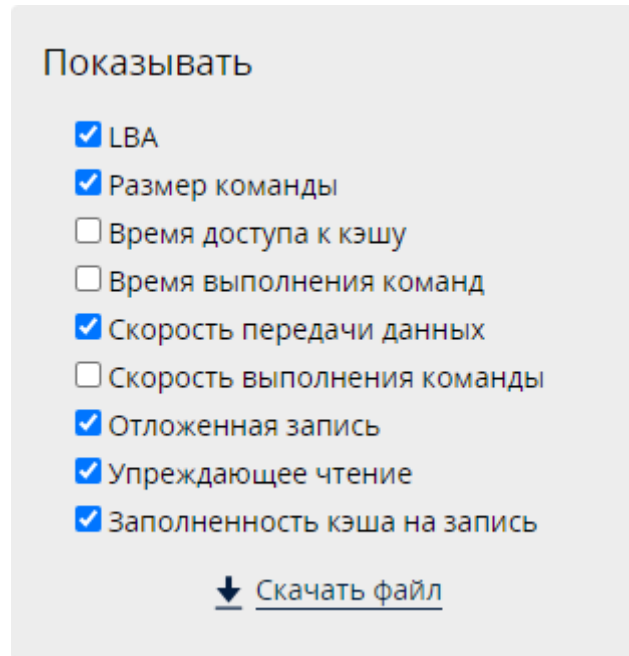 Показывать
LBA
Размер команды
Время доступа к кэшу
Время выполнения команд
Скорость передачи данных
Скорость выполнения команды
Отложенная запись
Упреждающее чтение
Заполненность кэша на запись
Скачать файл